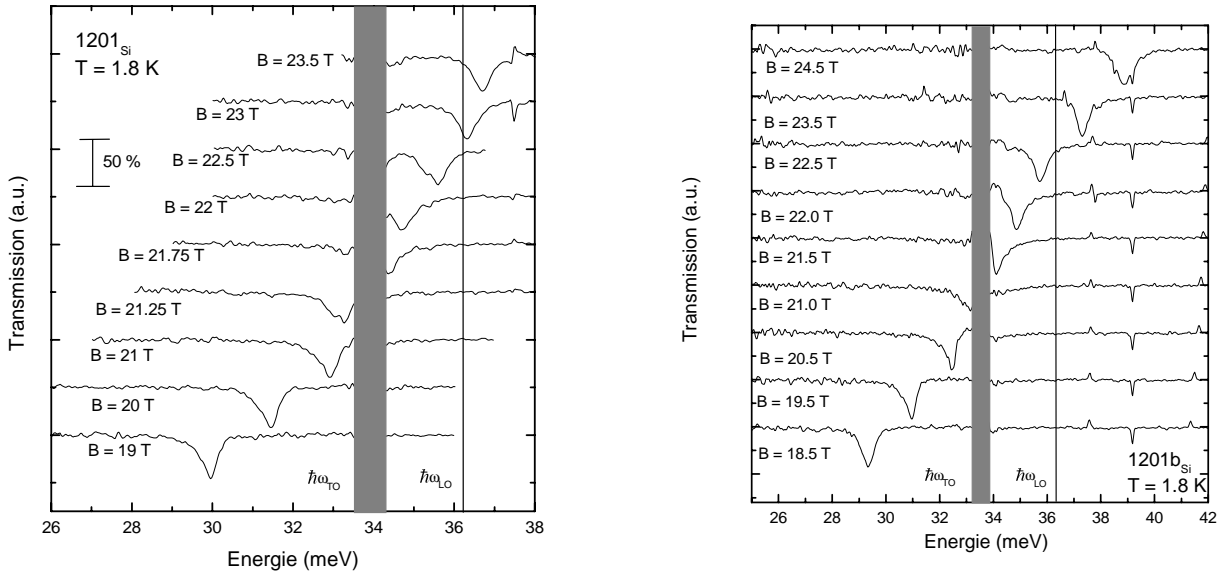 1201Si
T = 1.8 K
B = 23.5 T
B = 23 T
50 %
B = 22.5 T
B = 22 T
B = 21.75 T
B = 21.25 T
B = 21 T
B = 20 T
B = 19 T
ħωTO
ħωLO
26 28 30 32 34 36 38
Energie (meV)
Transmission (a.u.)
B = 24.5 T
B = 23.5 T
B = 22.5 T
B = 22.0 T
B = 21.5 T
B = 21.0 T
B = 20.5 T
B = 19.5 T
B = 18.5 T
ħωTO
ħωLO
1201bSi
T = 1.8 K
26 28 30 32 34 36 38 40 42
Energie (meV)
Transmission (a.u.)